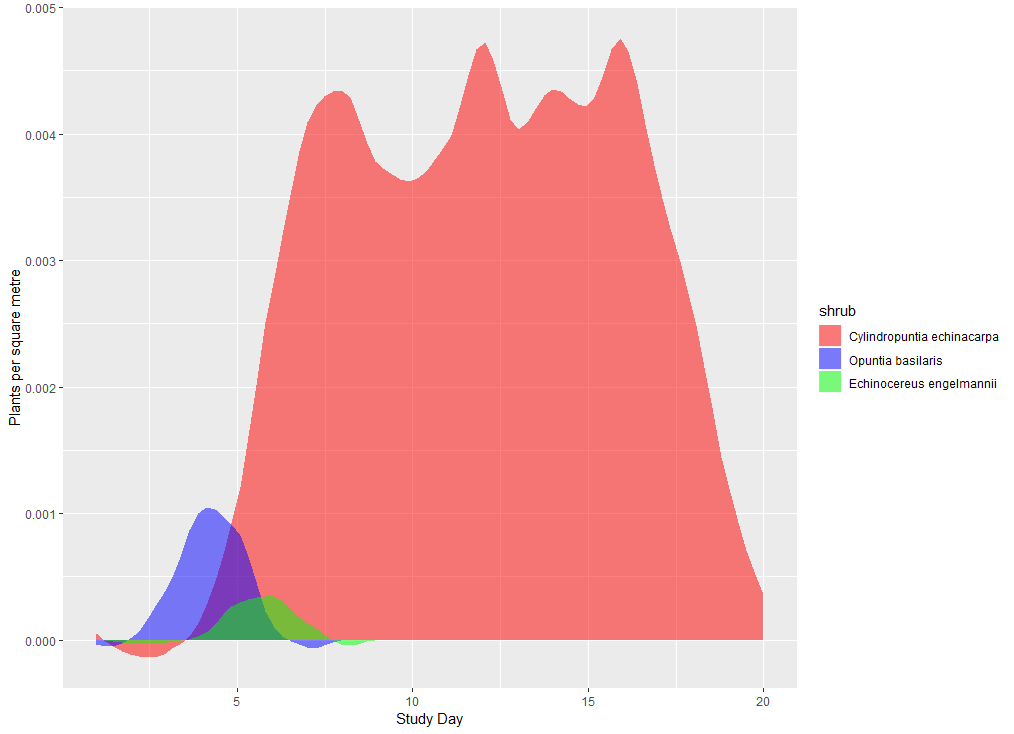 0.005
0.004
0.003
0.002
0.001
0.000
Plants per square metre
5
10
15
20
Study Day
shrub
Cylindropuntia echinacarpa
Opuntia basilaris
Echinocereus engelmannii